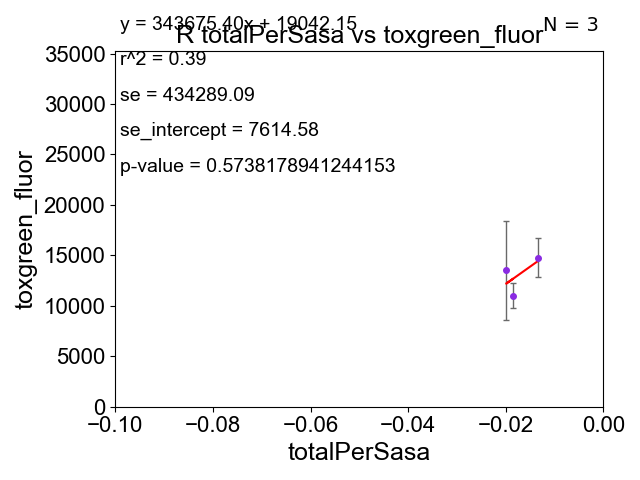 y = 343675.40x + 19042.15
N = 3
R totalPerSasa vs toxgreen_fluor
r^2 = 0.39
se = 434289.09
se_intercept = 7614.58
p-value = 0.5738178941244153
35000
30000
25000
20000
15000
10000
5000
0
toxgreen_fluor
−0.10 −0.08 −0.06 −0.04 −0.02 0.00
totalPerSasa